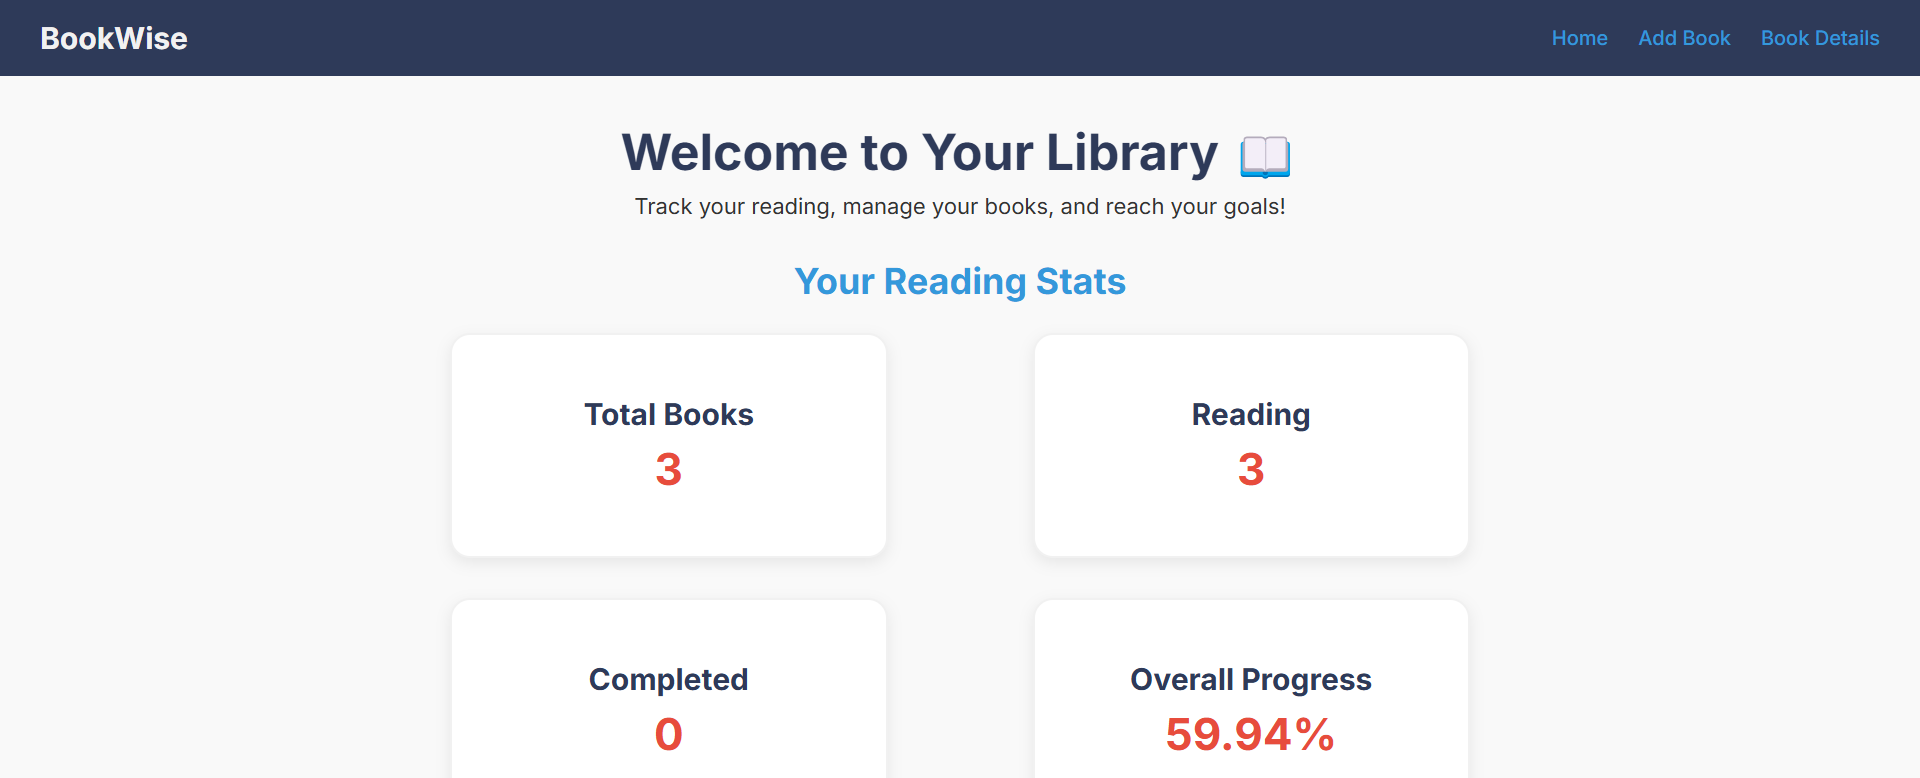 BookWise
Home Add Book Book Details
Welcome to Your Library 📖
Track your reading, manage your books, and reach your goals!
Your Reading Stats
Total Books
3
Reading
3
Completed
0
Overall Progress
59.94%